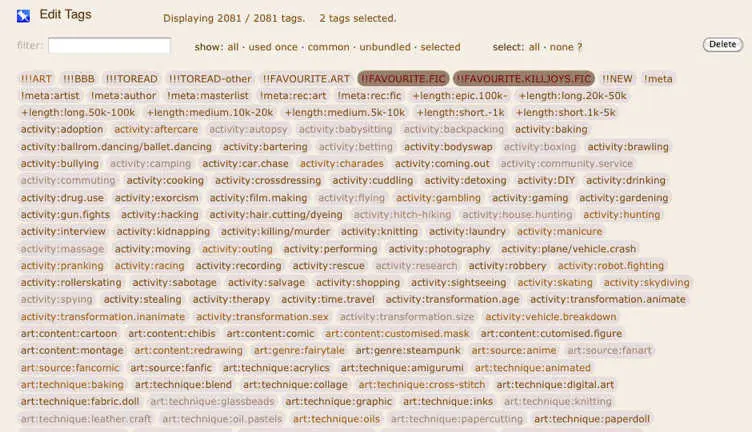 Edit Tags
Displaying 2081 / 2081 tags. 2 tags selected.
filter: show: all · used once · common · unbundled · selected select: all · none ? Delete
!!!ART !!!BBB !!!TOREAD !!!TOREAD-other !!FAVOURITE.ART !!FAVOURITE.FIC !!FAVOURITE.KILLJOYS.FIC !!NEW !meta
!meta:artist !meta:author !meta:masterlist !meta:rec:art !meta:rec:fic +length:epic.100k- +length:long.20k-50k
+length:long.50k-100k +length:medium.10k-20k +length:medium.5k-10k +length:short.-1k +length:short.1k-5k
activity:adoption activity:aftercare activity:autopsy activity:babysitting activity:backpacking activity:baking
activity:ballrom.dancing/ballet.dancing activity:bartering activity:betting activity:bodyswap activity:boxing activity:brawling
activity:bullying activity:camping activity:car.chase activity:charades activity:coming.out activity:community.service
activity:commuting activity:cooking activity:crossdressing activity:cuddling activity:detoxing activity:DIY activity:drinking
activity:drug.use activity:exorcism activity:film.making activity:flying activity:gambling activity:gaming activity:gardening
activity:gun.fights activity:hacking activity:hair.cutting/dyeing activity:hitch-hiking activity:house.hunting activity:hunting
activity:interview activity:kidnapping activity:killing/murder activity:knitting activity:laundry activity:manicure
activity:massage activity:moving activity:outing activity:performing activity:photography activity:plane/vehicle.crash
activity:pranking activity:racing activity:recording activity:rescue activity:research activity:robbery activity:robot.fighting
activity:rollerskating activity:sabotage activity:salvage activity:shopping activity:sightseeing activity:skating activity:skydiving
activity:spying activity:stealing activity:therapy activity:time.travel activity:transformation.age activity:transformation.animate
activity:transformation.inanimate activity:transformation.sex activity:transformation.size activity:vehicle.breakdown
art:content:cartoon art:content:chibis art:content:comic art:content:customised.mask art:content:cutomised.figure
art:content:montage art:content:redrawing art:genre:fairytale art:genre:steampunk art:source:anime art:source:fanart
art:source:fancomic art:source:fanfic art:technique:acrylics art:technique:amigurumi art:technique:animated
art:technique:baking art:technique:blend art:technique:collage art:technique:cross-stitch art:technique:digital.art
art:technique:fabric.doll art:technique:glassbeads art:technique:graphic art:technique:inks art:technique:knitting
art:technique:leather.craft art:technique:oil.pastels art:technique:oils art:technique:papercutting art:technique:paperdoll